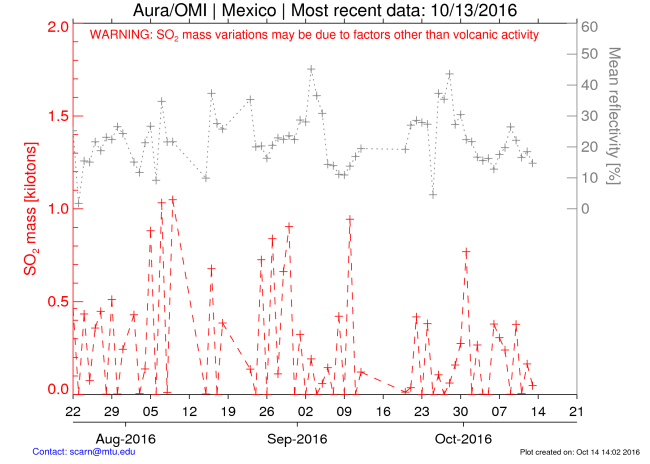 Aura/OMI | Mexico | Most recent data: 10/13/2016
WARNING: SO2 mass variations may be due to factors other than volcanic activity
2.0
1.5
1.0
0.5
0.0
SO2 mass [kilotons]
60
50
40
30
20
10
0
Mean reflectivity [%]
22 29 05 12 19 26 02 09 16 23 30 07 14 21
Aug-2016 Sep-2016 Oct-2016
Contact: scarn@mtu.edu
Plot created on: Oct 14 14:02 2016